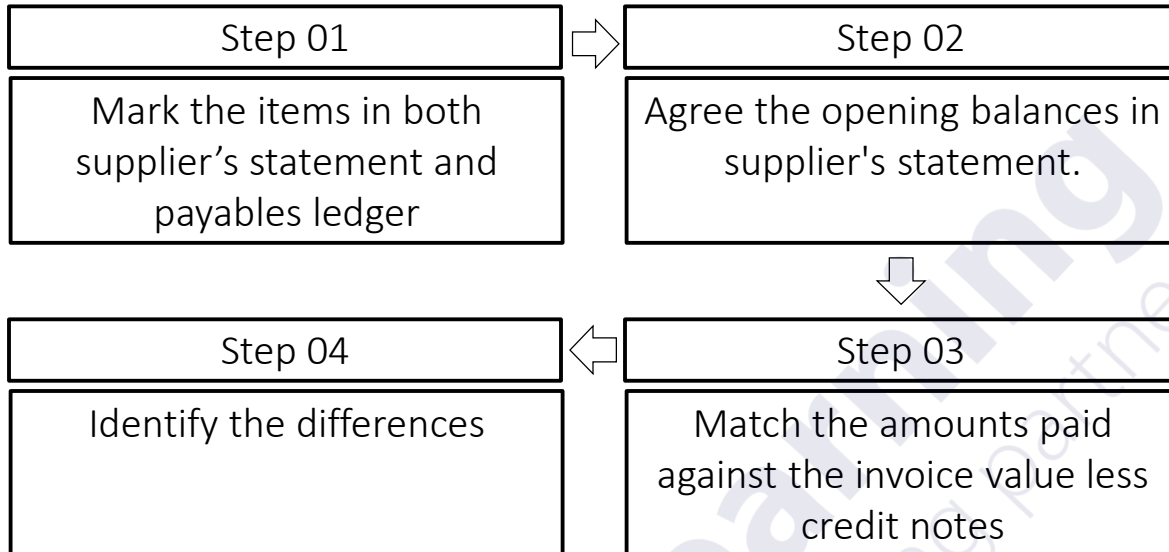 Step 01
Mark the items in both
supplier’s statement and
payables ledger
Step 02
Agree the opening balances in
supplier's statement.
Step 03
Match the amounts paid
against the invoice value less
credit notes
Step 04
Identify the differences